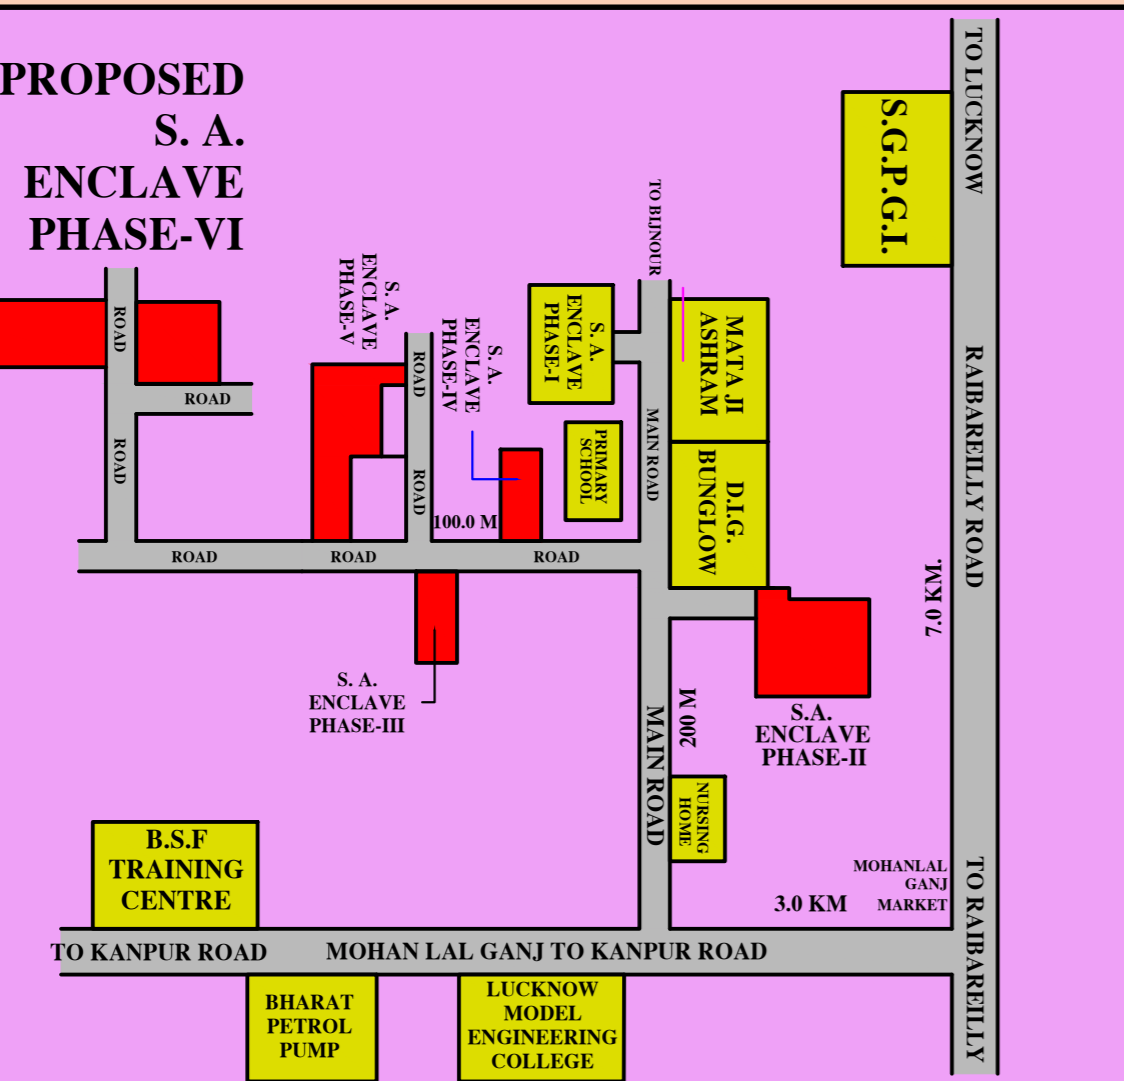 PROPOSED
S. A.
ENCLAVE
PHASE-VI
TO LUCKNOW
S.G.P.G.I.
RAIBAREILLY ROAD
7.0 KM.
TO RAIBAREILLY
TO BIJNOUR
S. A.
ENCLAVE
PHASE-V
S. A.
ENCLAVE
PHASE-IV
S. A.
ENCLAVE
PHASE-I
MATA JI
ASHRAM
PRIMARY
SCHOOL
MAIN ROAD
D.I.G.
BUNGLOW
ROAD
ROAD
ROAD
ROAD
ROAD
100.0 M
ROAD
ROAD
ROAD
S. A.
ENCLAVE
PHASE-III
S.A.
ENCLAVE
PHASE-II
200 M
MAIN ROAD
NURSING
HOME
B.S.F
TRAINING
CENTRE
MOHANLAL
GANJ
MARKET
3.0 KM
TO KANPUR ROAD
MOHAN LAL GANJ TO KANPUR ROAD
BHARAT
PETROL
PUMP
LUCKNOW
MODEL
ENGINEERING
COLLEGE